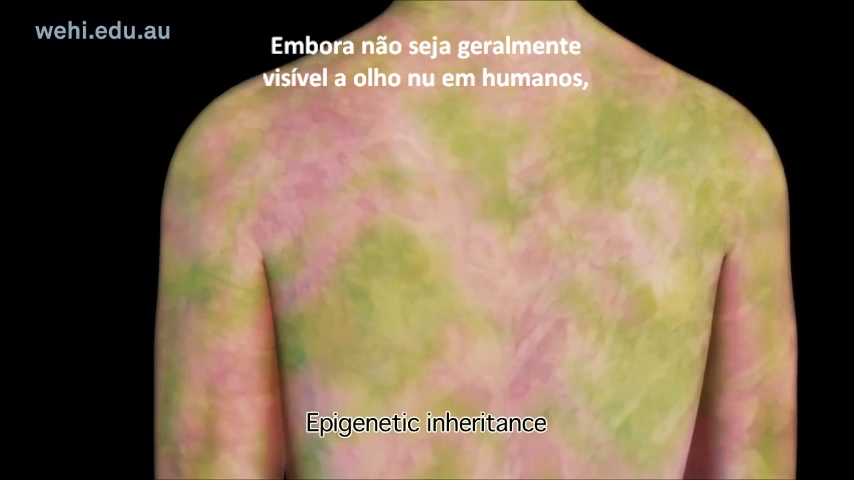 wehi.edu.au
Embora não seja geralmente
visível a olho nu em humanos,
Epigenetic inheritance